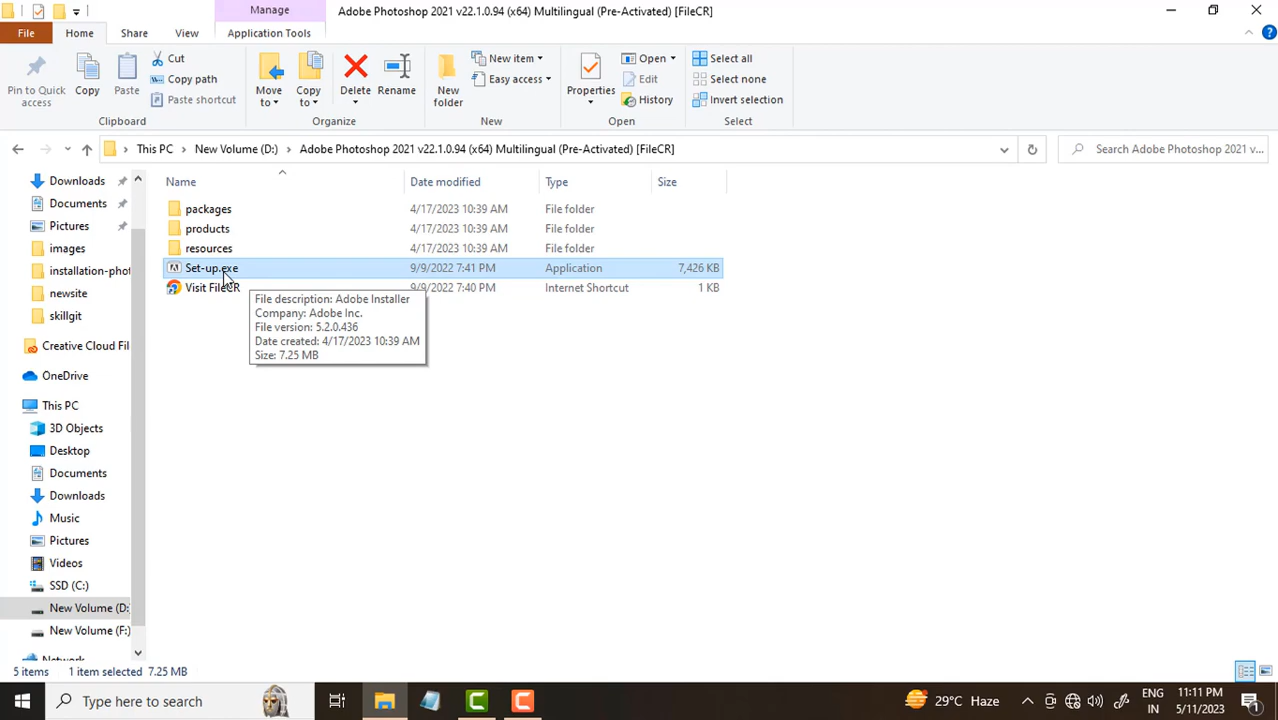 Manage
Adobe Photoshop 2021 v22.1.0.94 (x64) Multilingual (Pre-Activated) [FileCR]
File
Home
Share
View
Application Tools
Pin to Quick access
Copy
Paste
Cut
Copy path
Paste shortcut
Clipboard
Move to
Copy to
Delete
Rename
Organize
New folder
New item
Easy access
New
Properties
Open
Edit
History
Open
Select all
Select none
Invert selection
Select
This PC > New Volume (D:) > Adobe Photoshop 2021 v22.1.0.94 (x64) Multilingual (Pre-Activated) [FileCR]
Search Adobe Photoshop 2021 v...
Downloads
Documents
Pictures
images
installation-phot
newsite
skillgit
Creative Cloud Fil
OneDrive
This PC
3D Objects
Desktop
Documents
Downloads
Music
Pictures
Videos
SSD (C:)
New Volume (D:
New Volume (F:)
Network
Name Date modified Type Size
packages 4/17/2023 10:39 AM File folder
products 4/17/2023 10:39 AM File folder
resources 4/17/2023 10:39 AM File folder
Set-up.exe 9/9/2022 7:41 PM Application 7,426 KB
Visit FileCR 9/9/2022 7:40 PM Internet Shortcut 1 KB
File description: Adobe Installer
Company: Adobe Inc.
File version: 5.2.0.436
Date created: 4/17/2023 10:39 AM
Size: 7.25 MB
5 items 1 item selected 7.25 MB
Type here to search
29°C Haze
ENG
IN
11:11 PM
5/11/2023
1